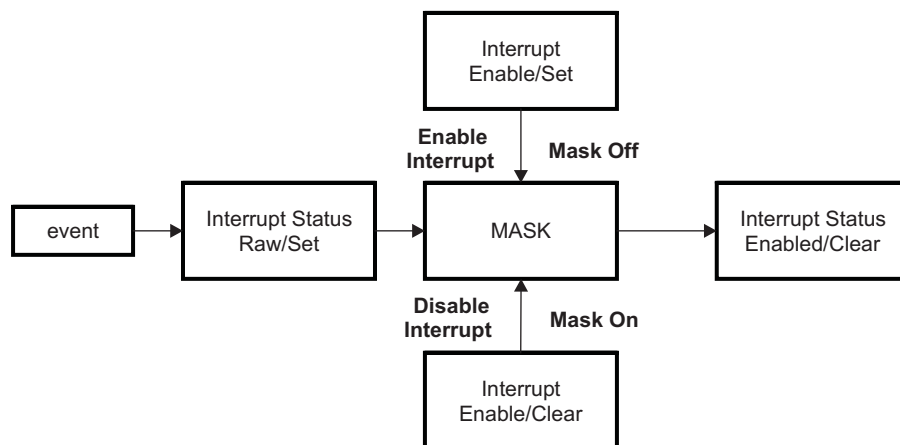 Interrupt
Enable/Set
Enable
Interrupt
Mask Off
event
Interrupt Status
Raw/Set
MASK
Interrupt Status
Enabled/Clear
Disable
Interrupt
Mask On
Interrupt
Enable/Clear